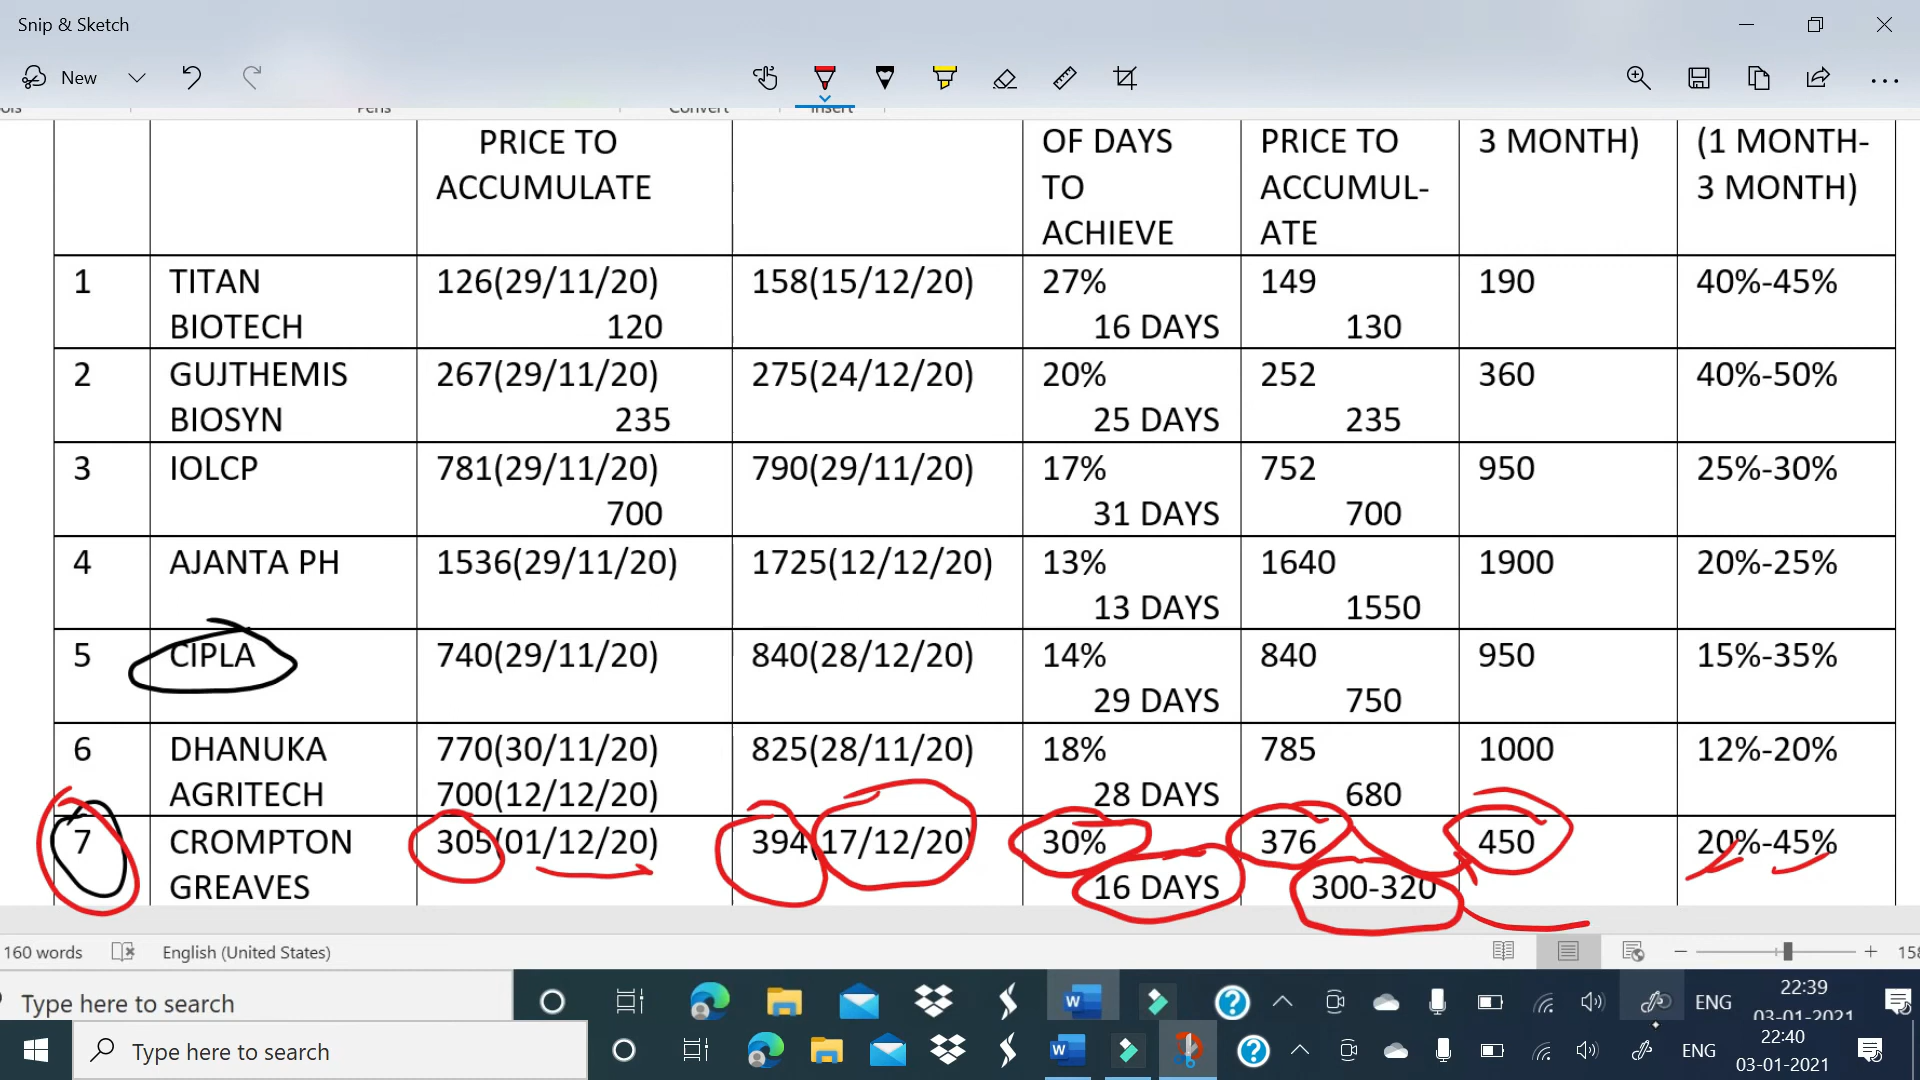 Snip & Sketch
New
Pens Convert Insert
PRICE TO ACCUMULATE
OF DAYS TO ACHIEVE
PRICE TO ACCUMUL-ATE
3 MONTH)
(1 MONTH-3 MONTH)
1 TITAN BIOTECH 126(29/11/20) 120 158(15/12/20) 27% 16 DAYS 149 130 190 40%-45%
2 GUJTHEMIS BIOSYN 267(29/11/20) 235 275(24/12/20) 20% 25 DAYS 252 235 360 40%-50%
3 IOLCP 781(29/11/20) 700 790(29/11/20) 17% 31 DAYS 752 700 950 25%-30%
4 AJANTA PH 1536(29/11/20) 1725(12/12/20) 13% 13 DAYS 1640 1550 1900 20%-25%
5 CIPLA 740(29/11/20) 840(28/12/20) 14% 29 DAYS 840 750 950 15%-35%
6 DHANUKA AGRITECH 770(30/11/20) 700(12/12/20) 825(28/11/20) 18% 28 DAYS 785 680 1000 12%-20%
7 CROMPTON GREAVES 305(01/12/20) 394(17/12/20) 30% 16 DAYS 376 300-320 450 20%-45%
160 words English (United States)
Type here to search ENG 22:39
03-01-2021
Type here to search ENG 22:40
03-01-2021